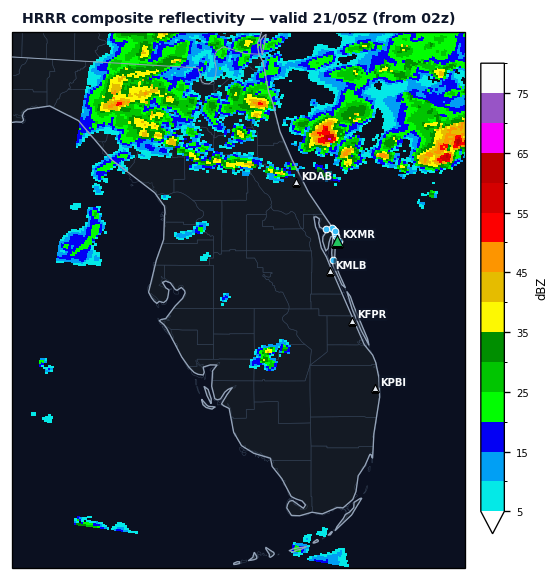 HRRR composite reflectivity — valid 21/05Z (from 02z)
75
65
55
45
35
25
15
5
dBZ
KDAB
KXMR
KMLB
KFPR
KPBI